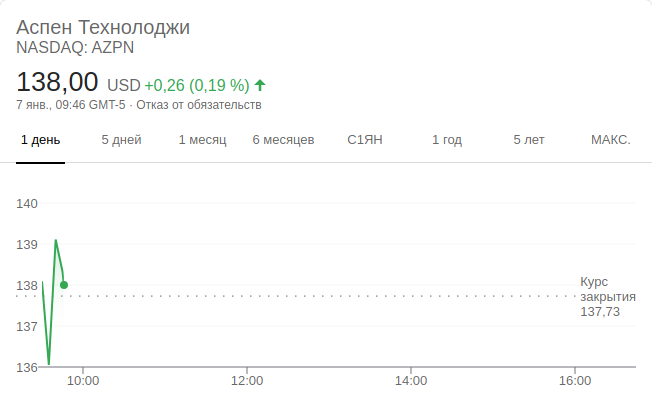 Аспен Технолоджи
NASDAQ: AZPN
138,00 USD +0,26 (0,19 %)
7 янв., 09:46 GMT-5 · Отказ от обязательств
1 день 5 дней 1 месяц 6 месяцев С1ЯН 1 год 5 лет МАКС.
140
139
138
137
136
Курс
закрытия
137,73
10:00 12:00 14:00 16:00